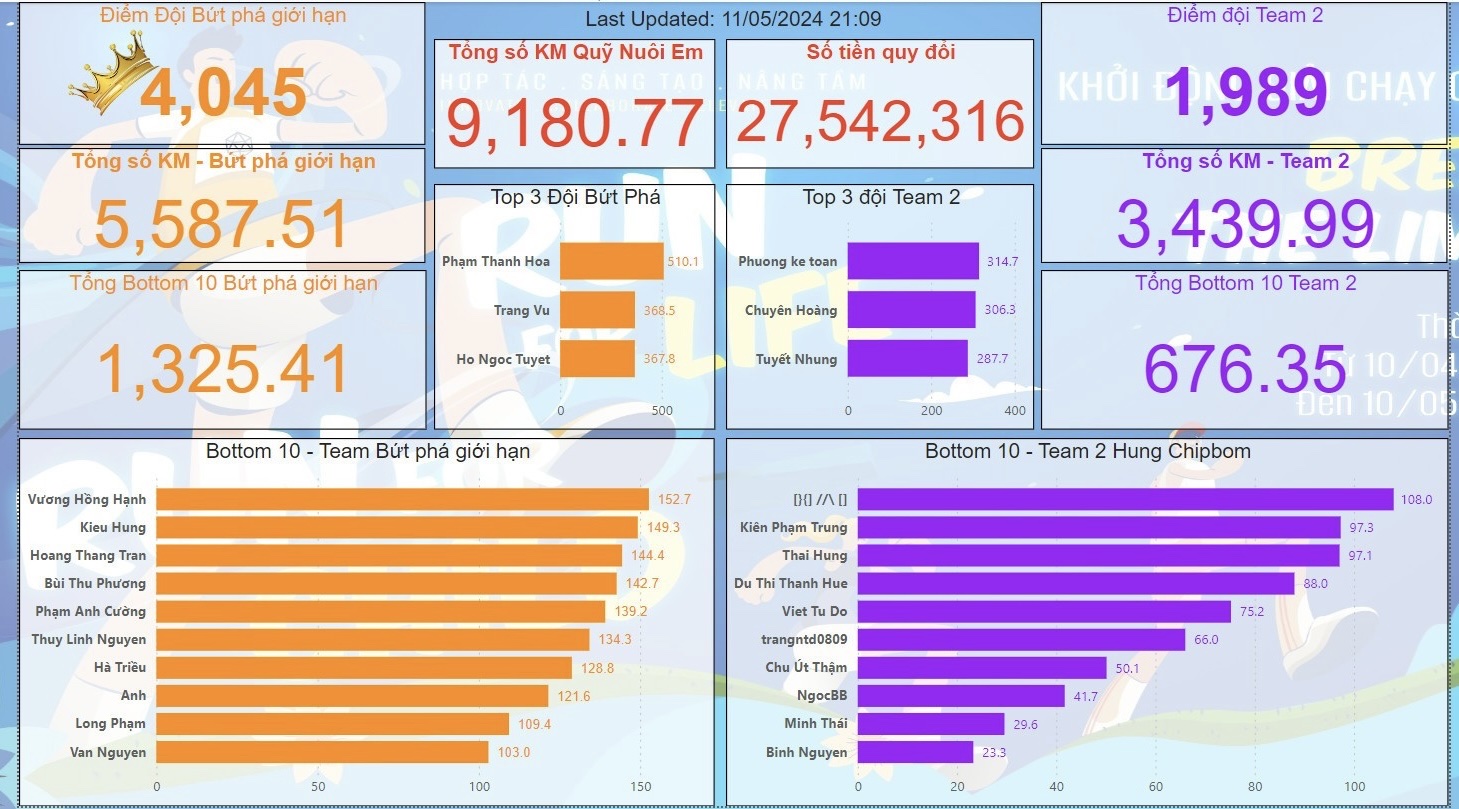 Điểm Đội Bứt phá giới hạn
4,045
Tổng số KM - Bứt phá giới hạn
5,587.51
Tổng Bottom 10 Bứt phá giới hạn
1,325.41
Last Updated: 11/05/2024 21:09
Tổng số KM Quỹ Nuôi Em
9,180.77
Số tiền quy đổi
27,542,316
HỢP TÁC . SÁNG TẠO . NÂNG TẦM
Điểm đội Team 2
1,989
KHỞI ĐỘNG CHẠY
Tổng số KM - Team 2
3,439.99
BRE
THE LIM
Tổng Bottom 10 Team 2
676.35
Từ 10/04
Đến 10/05
RUN
FOR
LIFE
Top 3 Đội Bứt Phá
Phạm Thanh Hoa 510.1
Trang Vu 368.5
Ho Ngoc Tuyet 367.8
0 500
Top 3 đội Team 2
Phuong ke toan 314.7
Chuyên Hoàng 306.3
Tuyết Nhung 287.7
0 200 400
Bottom 10 - Team Bứt phá giới hạn
Vương Hồng Hạnh 152.7
Kieu Hung 149.3
Hoang Thang Tran 144.4
Bùi Thu Phương 142.7
Phạm Anh Cường 139.2
Thuy Linh Nguyen 134.3
Hà Triều 128.8
Anh 121.6
Long Phạm 109.4
Van Nguyen 103.0
0 50 100 150
Bottom 10 - Team 2 Hung Chipbom
[}{] //\ [] 108.0
Kiên Phạm Trung 97.3
Thai Hung 97.1
Du Thi Thanh Hue 88.0
Viet Tu Do 75.2
trangntd0809 66.0
Chu Út Thậm 50.1
NgocBB 41.7
Minh Thái 29.6
Binh Nguyen 23.3
0 20 40 60 80 100